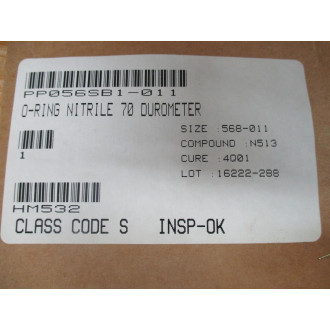 PP056SB1-011
O-RING NITRILE 70 DUROMETER
SIZE :568-011
COMPOUND :N513
1
CURE :4Q01
LOT :16222-288
HM532
CLASS CODE S INSP-OK